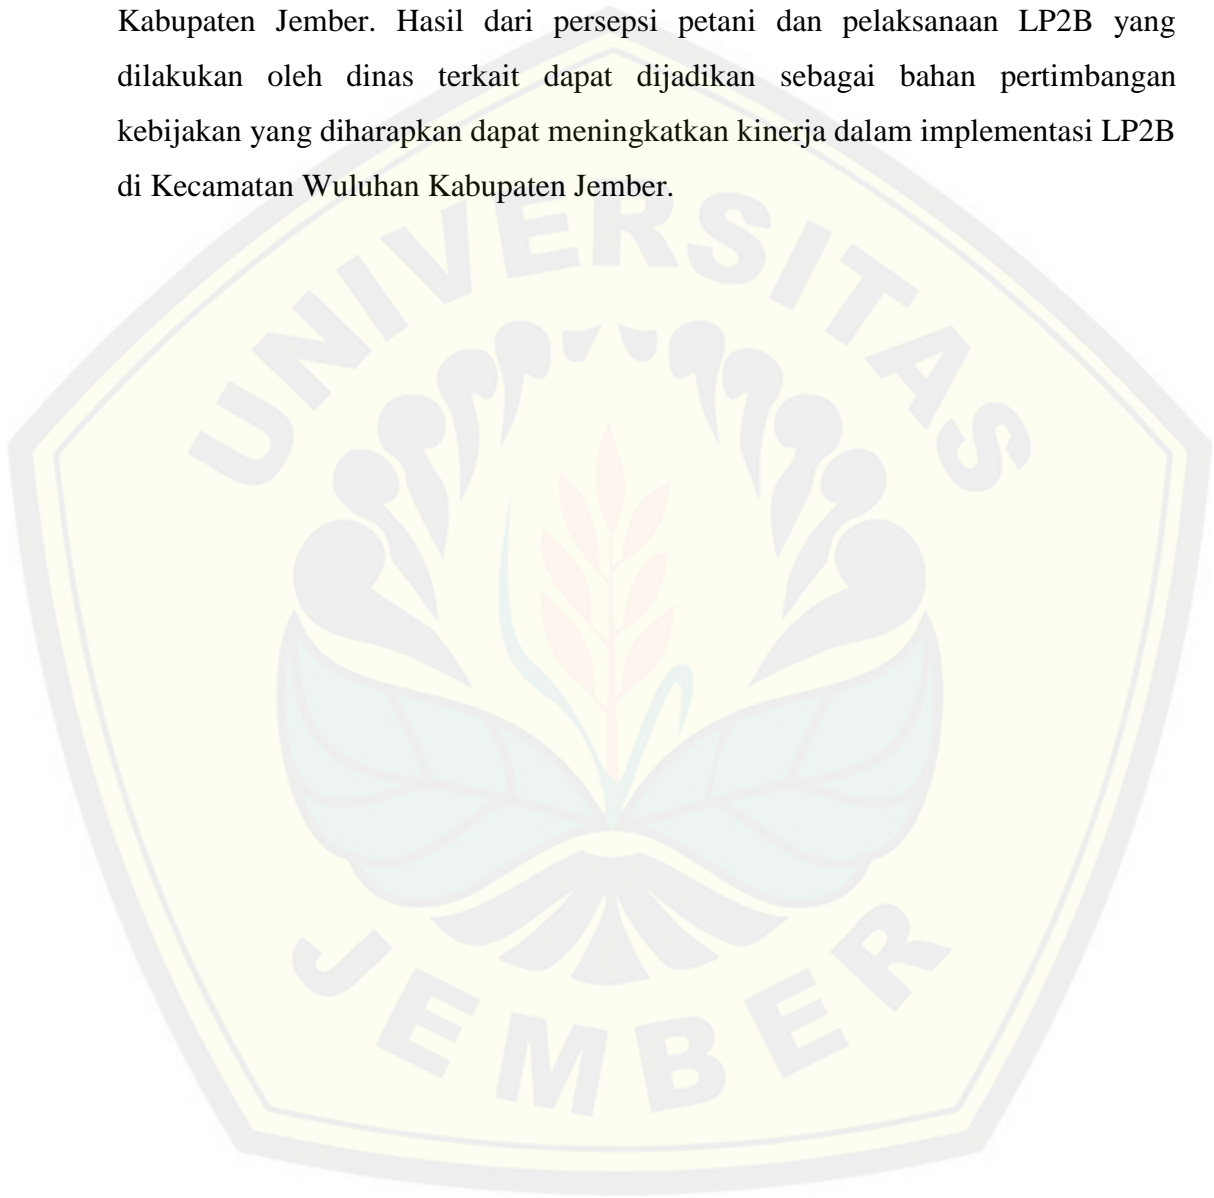 Kabupaten Jember. Hasil dari persepsi petani dan pelaksanaan LP2B yang
dilakukan oleh dinas terkait dapat dijadikan sebagai bahan pertimbangan
kebijakan yang diharapkan dapat meningkatkan kinerja dalam implementasi LP2B
di Kecamatan Wuluhan Kabupaten Jember.
UNIVERSITAS
JEMBER